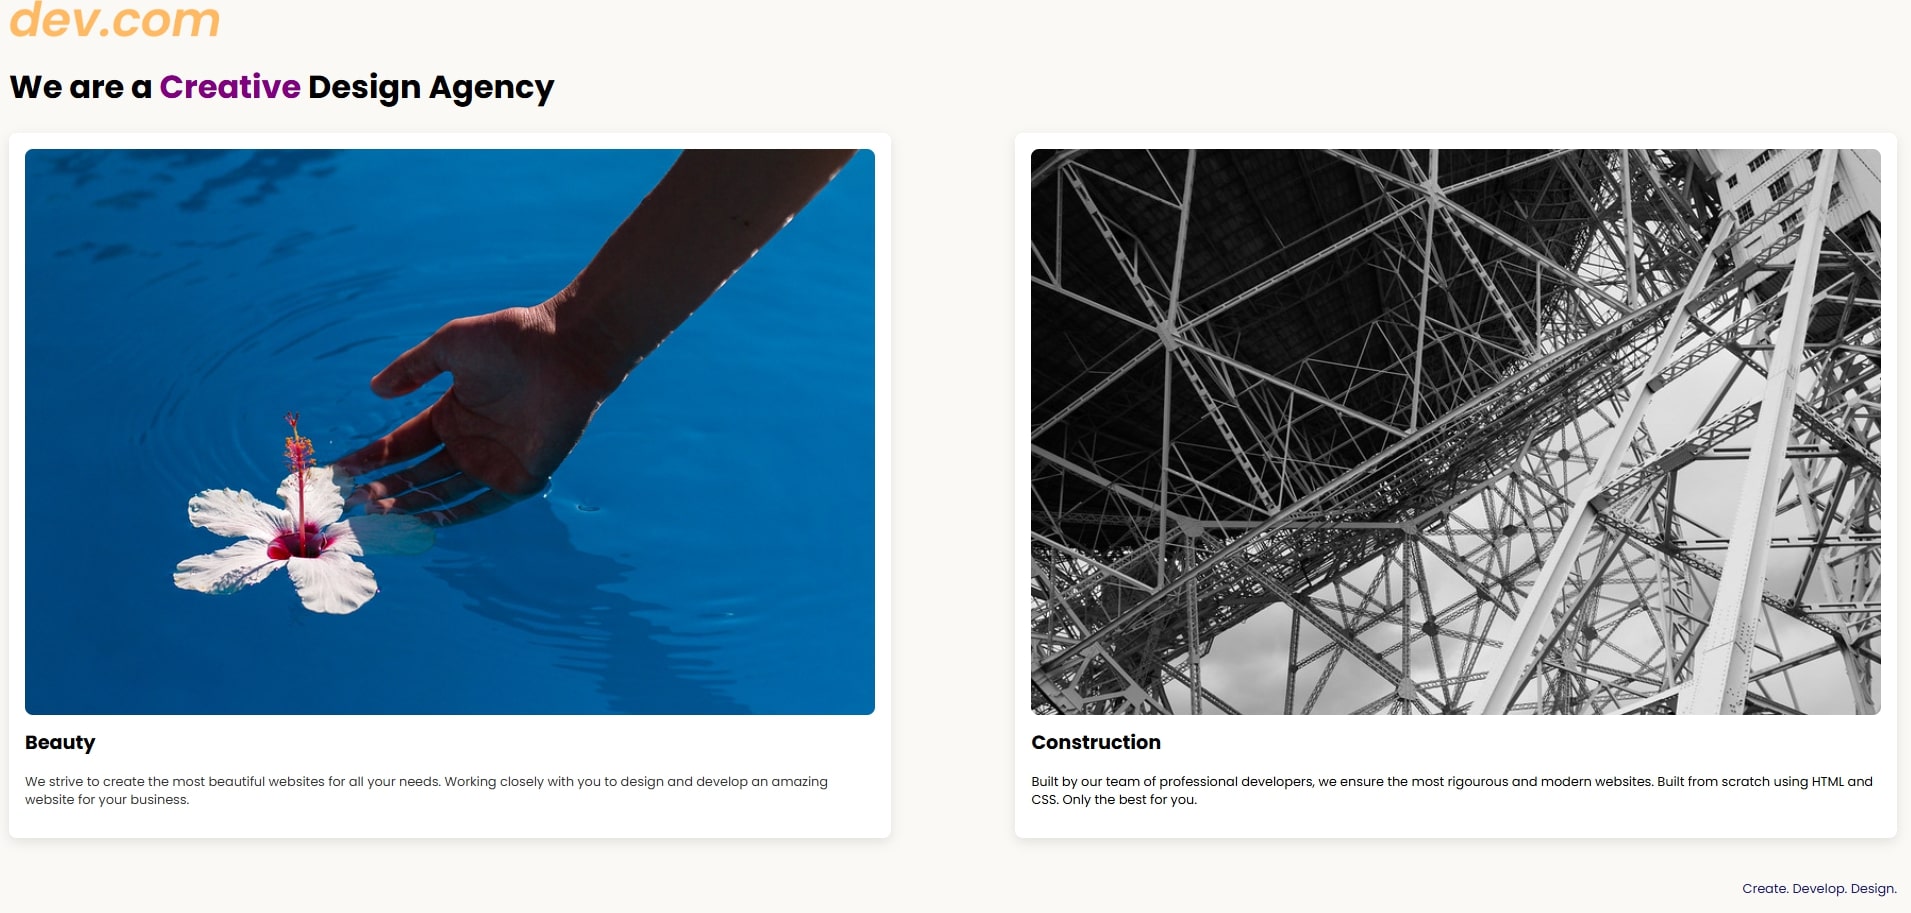 dev.com
We are a Creative Design Agency
Beauty
We strive to create the most beautiful websites for all your needs. Working closely with you to design and develop an amazing
website for your business.
Construction
Built by our team of professional developers, we ensure the most rigourous and modern websites. Built from scratch using HTML and
CSS. Only the best for you.
Create. Develop. Design.